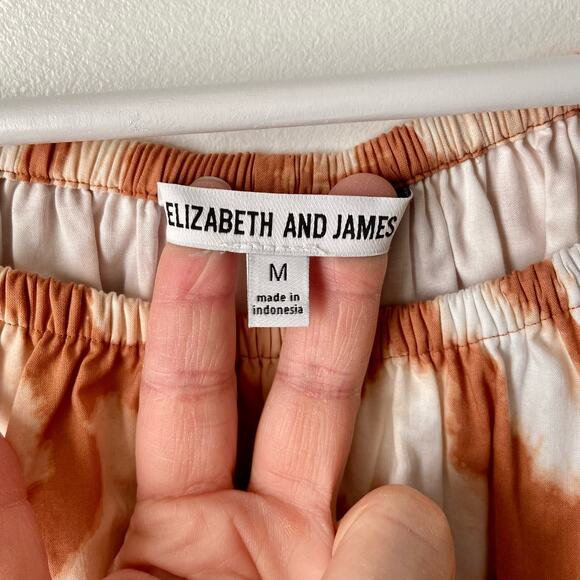 ELIZABETH AND JAMES
M
made in
indonesia